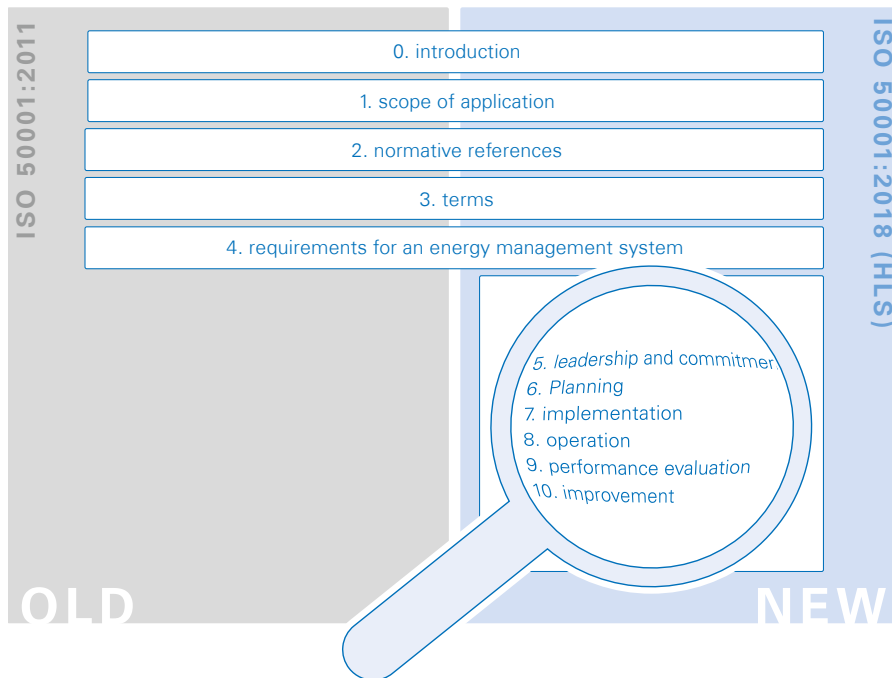 ISO 50001:2011
ISO 50001:2018 (HLS)
0. introduction
1. scope of application
2. normative references
3. terms
4. requirements for an energy management system
5. leadership and commitmen
6. Planning
7. implementation
8. operation
9. performance evaluation
10. improvement
OLD
NEW